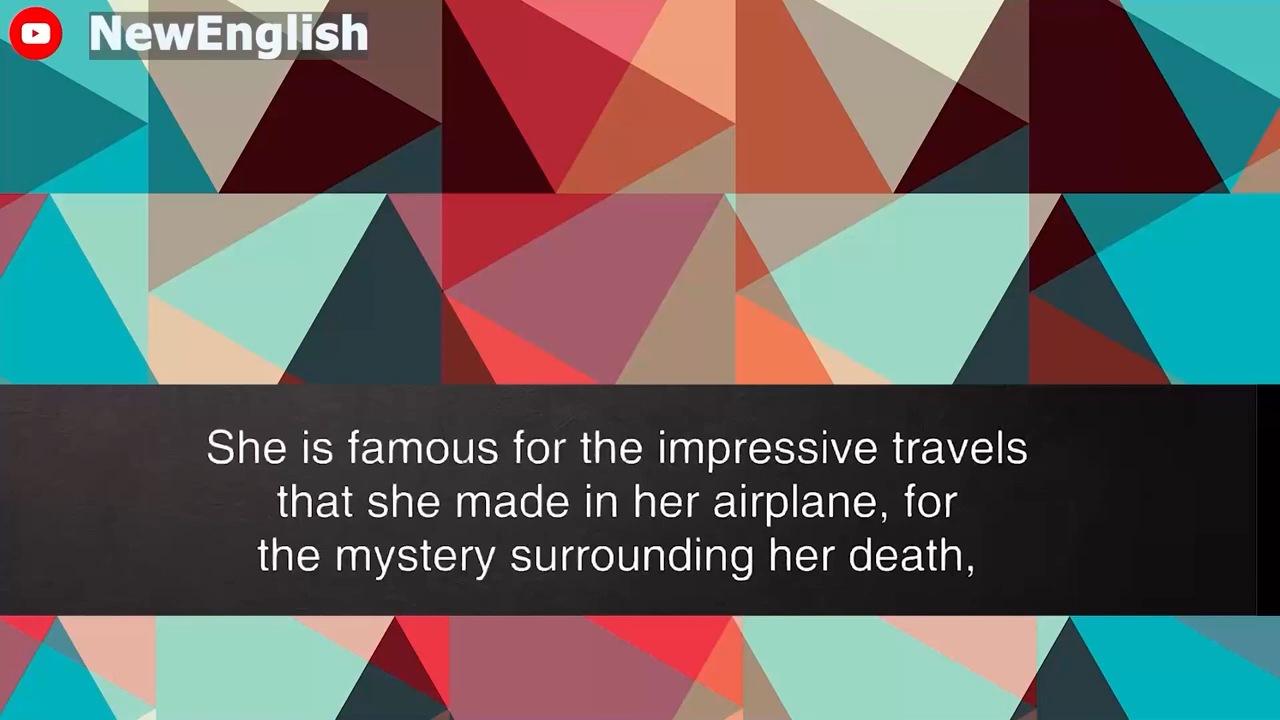 NewEnglish
She is famous for the impressive travels
that she made in her airplane, for
the mystery surrounding her death,